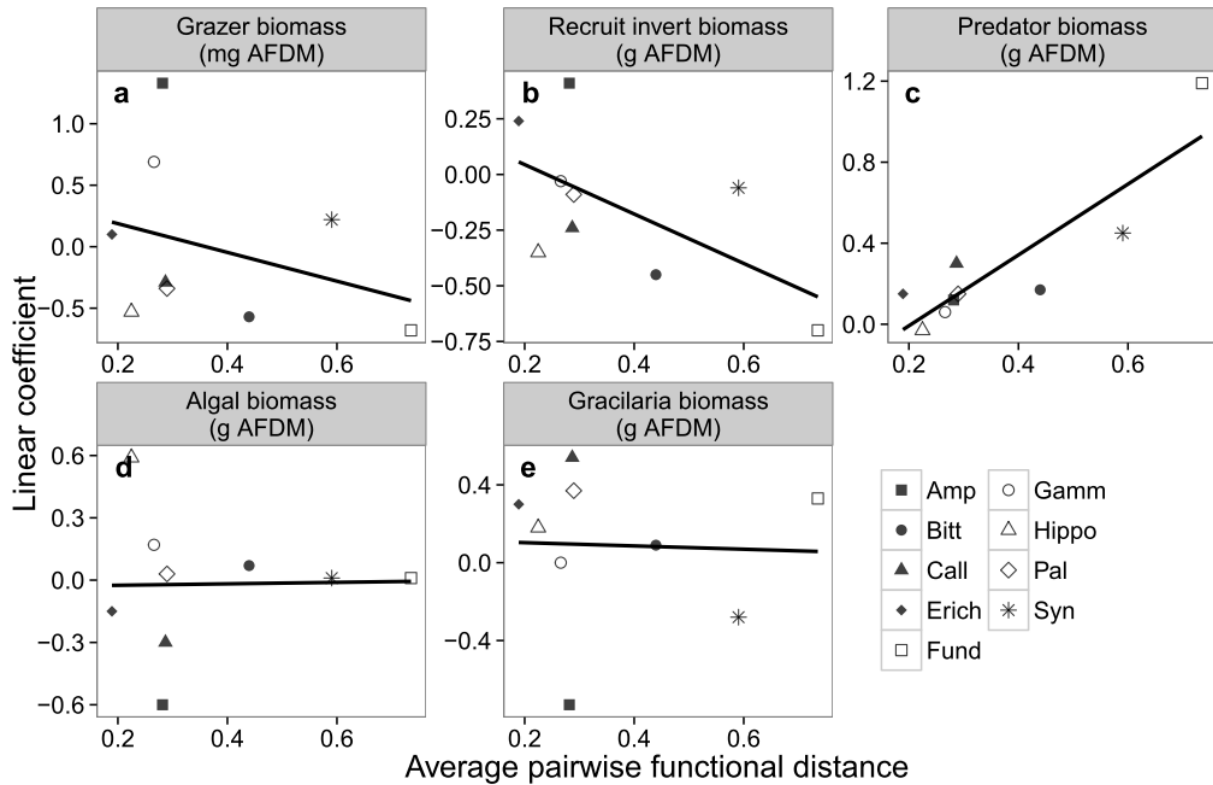 Grazer biomass
(mg AFDM)
Recruit invert biomass
(g AFDM)
Predator biomass
(g AFDM)
a
1.0
0.5
0.0
−0.5
0.2 0.4 0.6
b
0.25
0.00
−0.25
−0.50
−0.75
0.2 0.4 0.6
c
1.2
0.8
0.4
0.0
0.2 0.4 0.6
Linear coefficient
Algal biomass
(g AFDM)
Gracilaria biomass
(g AFDM)
d
0.6
0.3
0.0
−0.3
−0.6
0.2 0.4 0.6
e
0.4
0.0
−0.4
0.2 0.4 0.6
Average pairwise functional distance
Amp
Bitt
Call
Erich
Fund
Gamm
Hippo
Pal
Syn